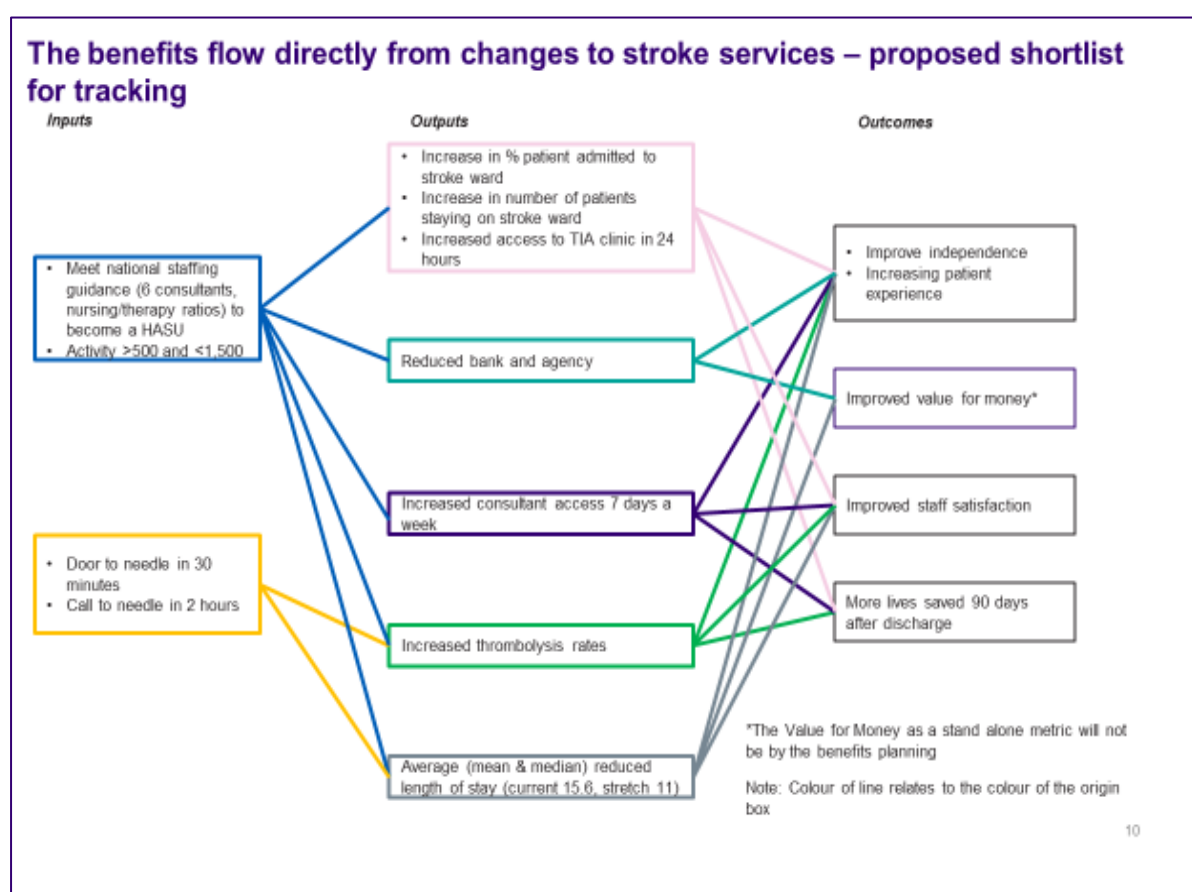 The benefits flow directly from changes to stroke services – proposed shortlist
for tracking
Inputs
Outputs
Outcomes
• Meet national staffing
guidance (6 consultants,
nursing/therapy ratios) to
become a HASU
• Activity >500 and <1,500
• Door to needle in 30
minutes
• Call to needle in 2 hours
• Increase in % patient admitted to
stroke ward
• Increase in number of patients
staying on stroke ward
• Increased access to TIA clinic in 24
hours
Reduced bank and agency
Increased consultant access 7 days a
week
Increased thrombolysis rates
Average (mean & median) reduced
length of stay (current 15.6, stretch 11)
• Improve independence
• Increasing patient
experience
Improved value for money*
Improved staff satisfaction
More lives saved 90 days
after discharge
*The Value for Money as a stand alone metric will not
be by the benefits planning
Note: Colour of line relates to the colour of the origin
box
10